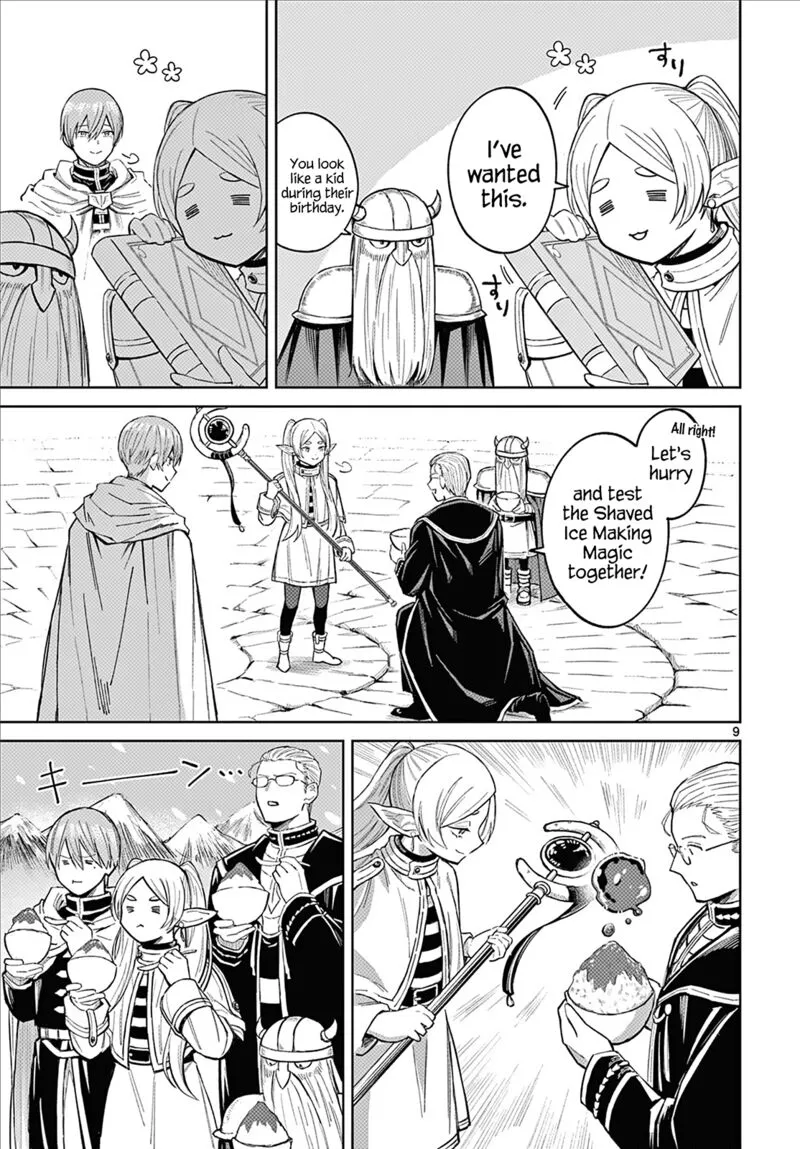 すり
I've
wanted
this.
You look
like a kid
during their
birthday.
すり
All right!
Let's
hurry
and test
the Shaved
Ice Making
Magic
together!
9
キーン…